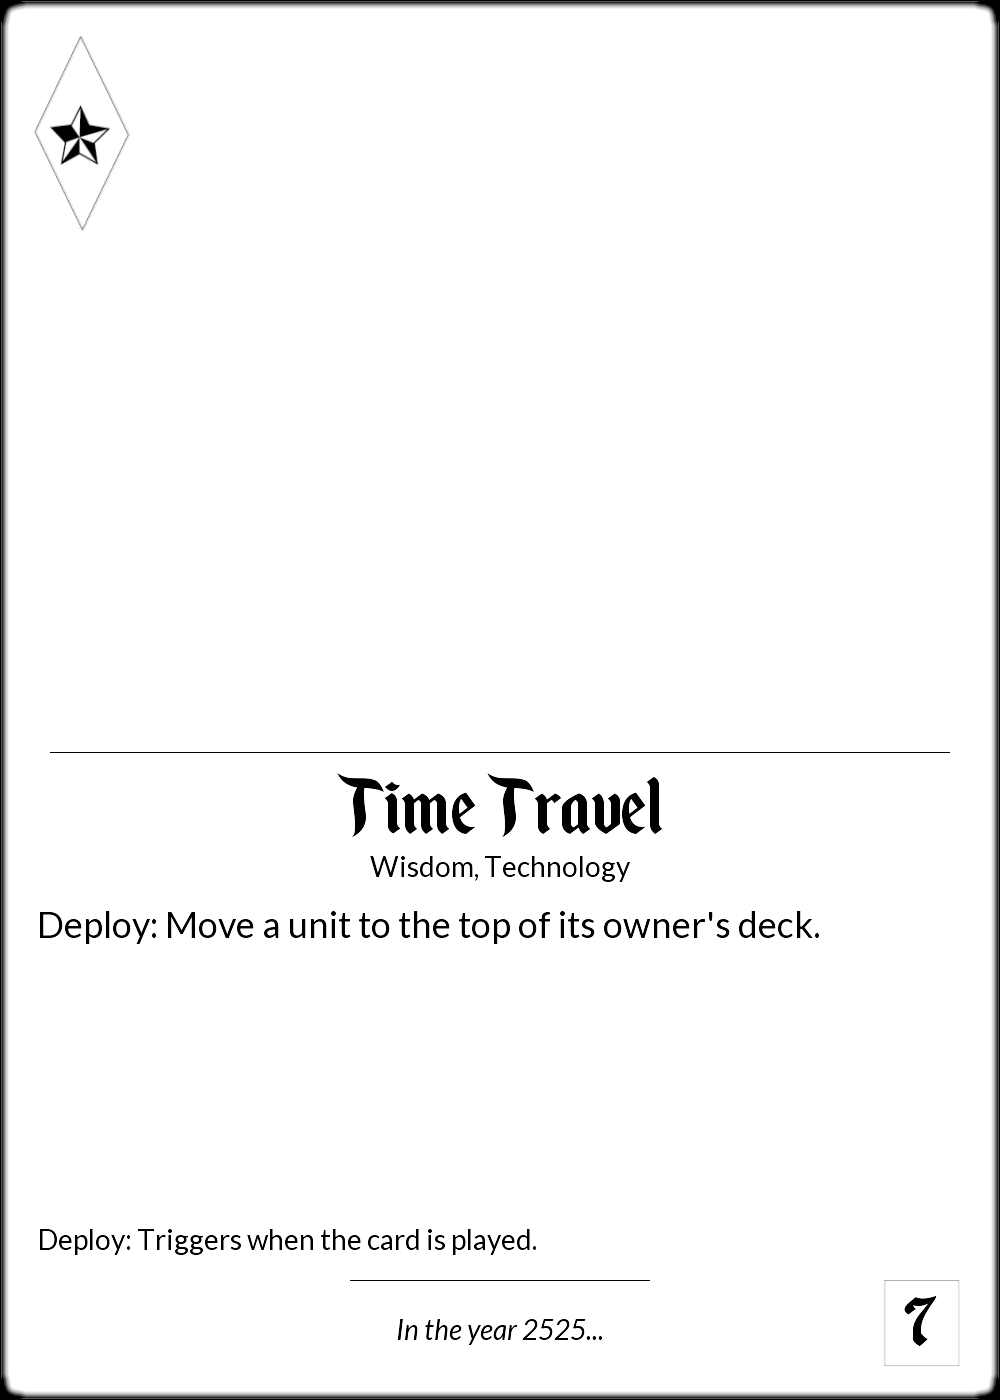 Time Travel
Wisdom, Technology
Deploy: Move a unit to the top of its owner's deck.
Deploy: Triggers when the card is played.
In the year 2525...
7